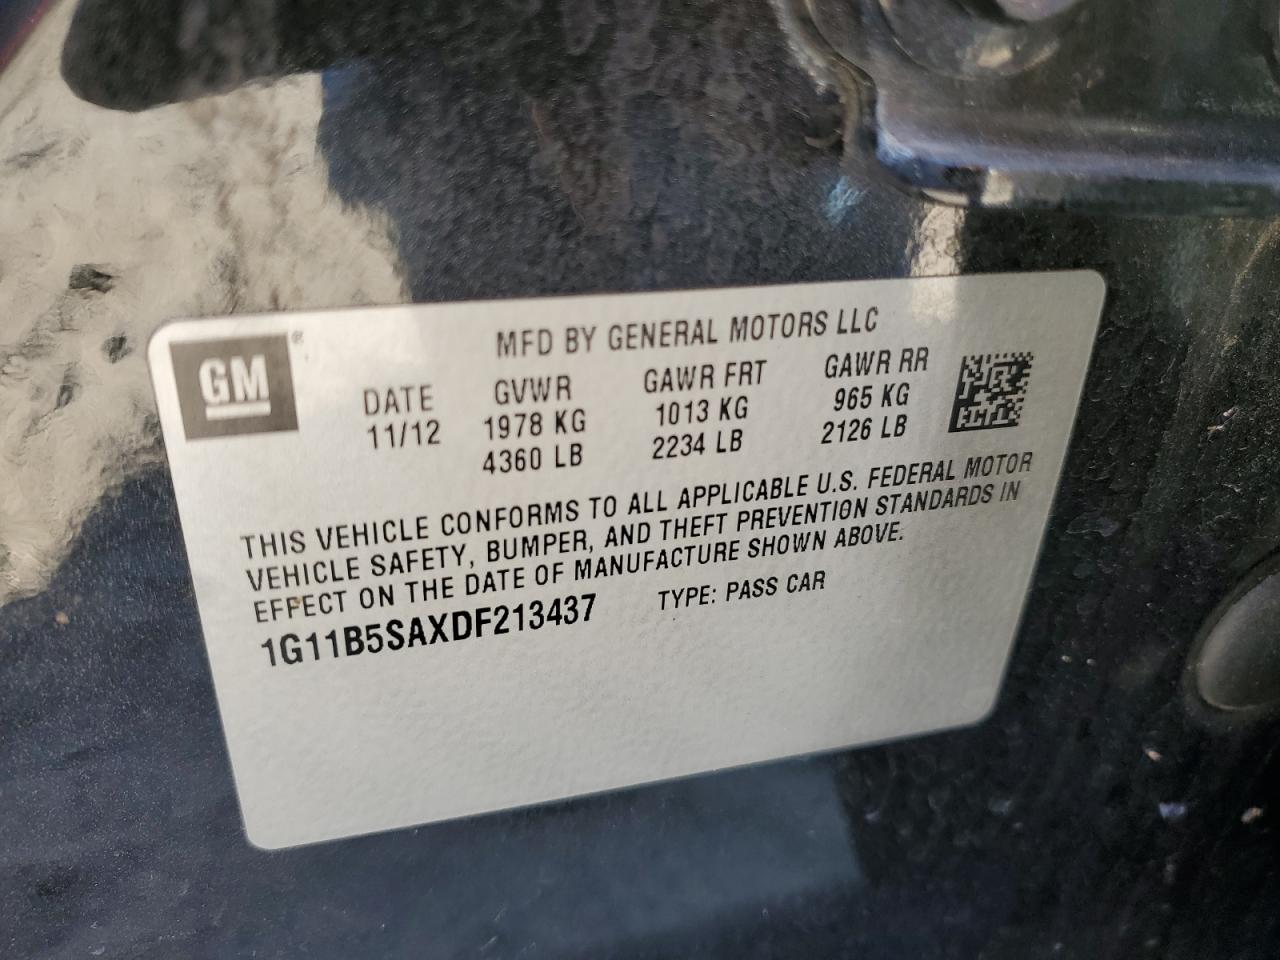 GM ®
MFD BY GENERAL MOTORS LLC
DATE GVWR GAWR FRT GAWR RR
11/12 1978 KG 1013 KG 965 KG
4360 LB 2234 LB 2126 LB
THIS VEHICLE CONFORMS TO ALL APPLICABLE U.S. FEDERAL MOTOR
VEHICLE SAFETY, BUMPER, AND THEFT PREVENTION STANDARDS IN
EFFECT ON THE DATE OF MANUFACTURE SHOWN ABOVE.
1G11B5SAXDF213437 TYPE: PASS CAR